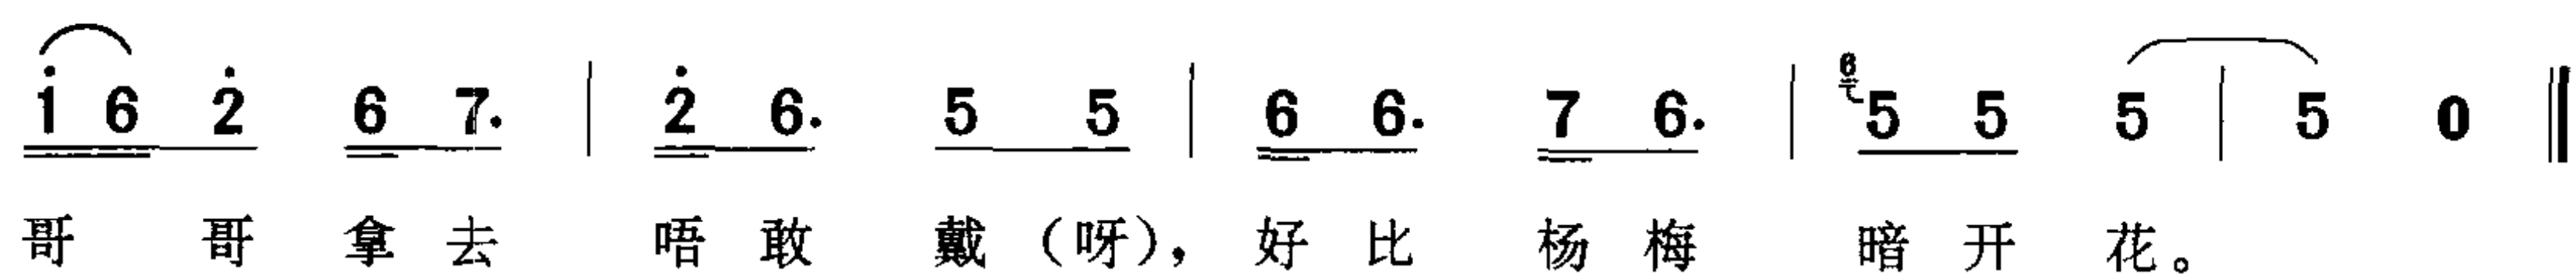 i 6 2 6 7. | 2 6. 5 5 | 6 6. 7 6. | 6 5 5 5 | 5 0 ‖
哥 哥 拿 去 唔 敢 戴 （呀）， 好 比 杨 梅 暗 开 花。